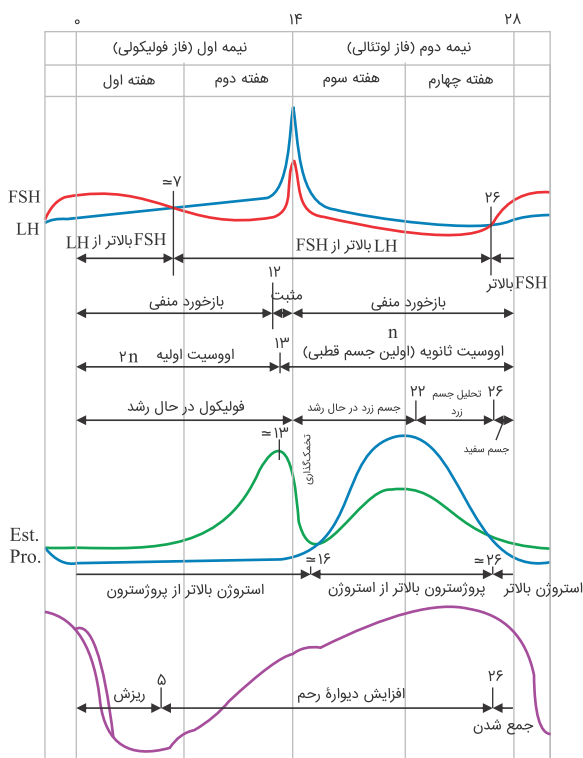 ۰ ۱۴ ۲۸
نیمه اول (فاز فولیکولی) نیمه دوم (فاز لوتئالی)
هفته اول هفته دوم هفته سوم هفته چهارم
≃۷
FSH
۲۶
LH
FSH بالاتر از LH
LH بالاتر از FSH
FSH بالاتر
۱۲
مثبت
بازخورد منفی
بازخورد منفی
n
۱۳
اووسیت ثانویه (اولین جسم قطبی)
اووسیت اولیه ۲n
۲۲
۲۶
تحلیل جسم
زرد
فولیکول در حال رشد
جسم زرد در حال رشد
جسم سفید
≃۱۳
تخمک‌گذاری
Est.
Pro.
≃۱۶
≃۲۶
استروژن بالاتر از پروژسترون
پروژسترون بالاتر از استروژن
استروژن بالاتر
۵
۲۶
ریزش
افزایش دیوارهٔ رحم
جمع شدن